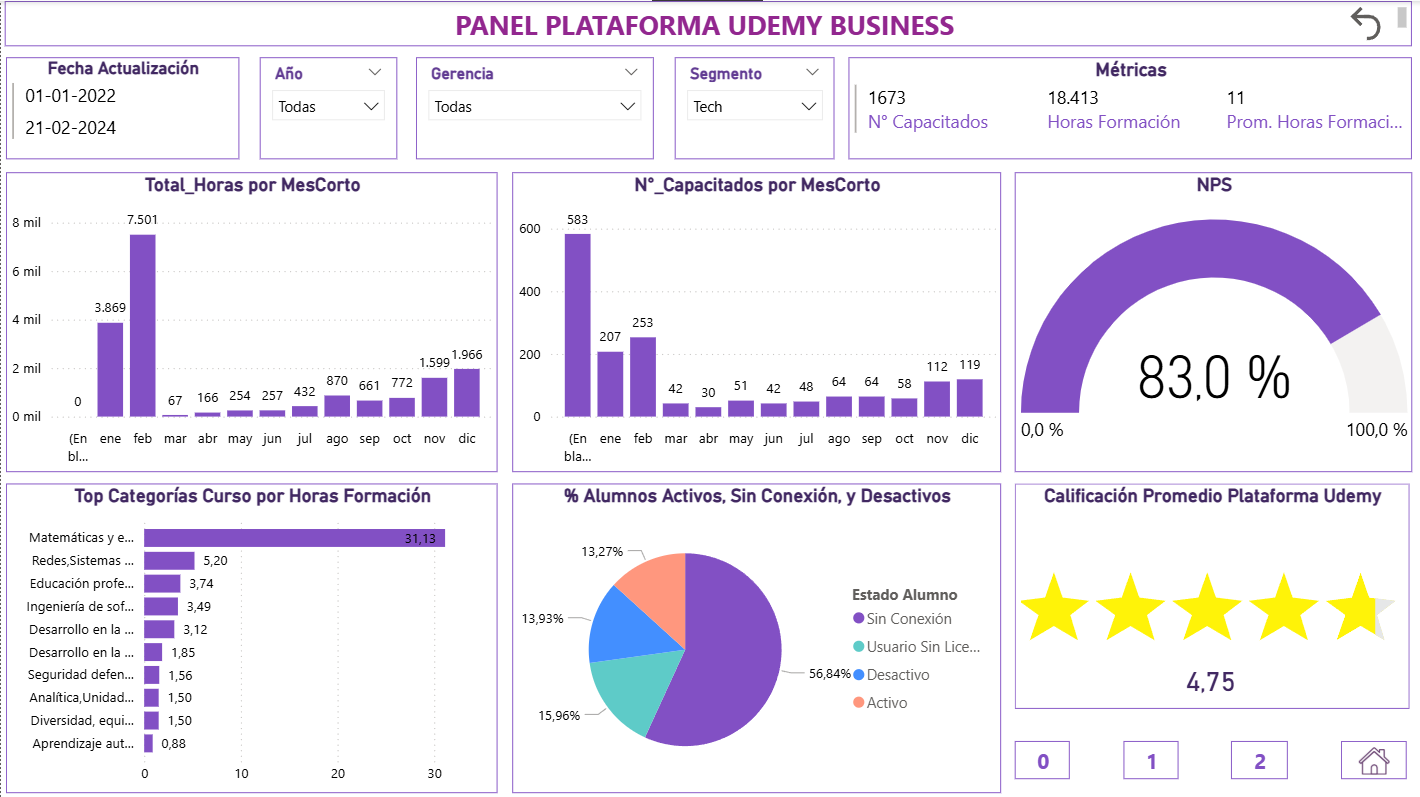 PANEL PLATAFORMA UDEMY BUSINESS
Fecha Actualización
01-01-2022
21-02-2024
Año
Todas
Gerencia
Todas
Segmento
Tech
Métricas
1673
N° Capacitados
18.413
Horas Formación
11
Prom. Horas Formaci...
Total_Horas por MesCorto
8 mil
6 mil
4 mil
2 mil
0 mil
0
3.869
7.501
67
166
254
257
432
870
661
772
1.599
1.966
(En bl...
ene
feb
mar
abr
may
jun
jul
ago
sep
oct
nov
dic
N°_Capacitados por MesCorto
600
400
200
0
583
207
253
42
30
51
42
48
64
64
58
112
119
(En bla...
ene
feb
mar
abr
may
jun
jul
ago
sep
oct
nov
dic
NPS
83,0 %
0,0 %
100,0 %
Top Categorías Curso por Horas Formación
Matemáticas y e... 31,13
Redes,Sistemas ... 5,20
Educación profe... 3,74
Ingeniería de sof... 3,49
Desarrollo en la ... 3,12
Desarrollo en la ... 1,85
Seguridad defen... 1,56
Analítica,Unidad... 1,50
Diversidad, equi... 1,50
Aprendizaje aut... 0,88
0 10 20 30
% Alumnos Activos, Sin Conexión, y Desactivos
13,27%
13,93%
15,96%
56,84%
Estado Alumno
Sin Conexión
Usuario Sin Lice...
Desactivo
Activo
Calificación Promedio Plataforma Udemy
4,75
0
1
2